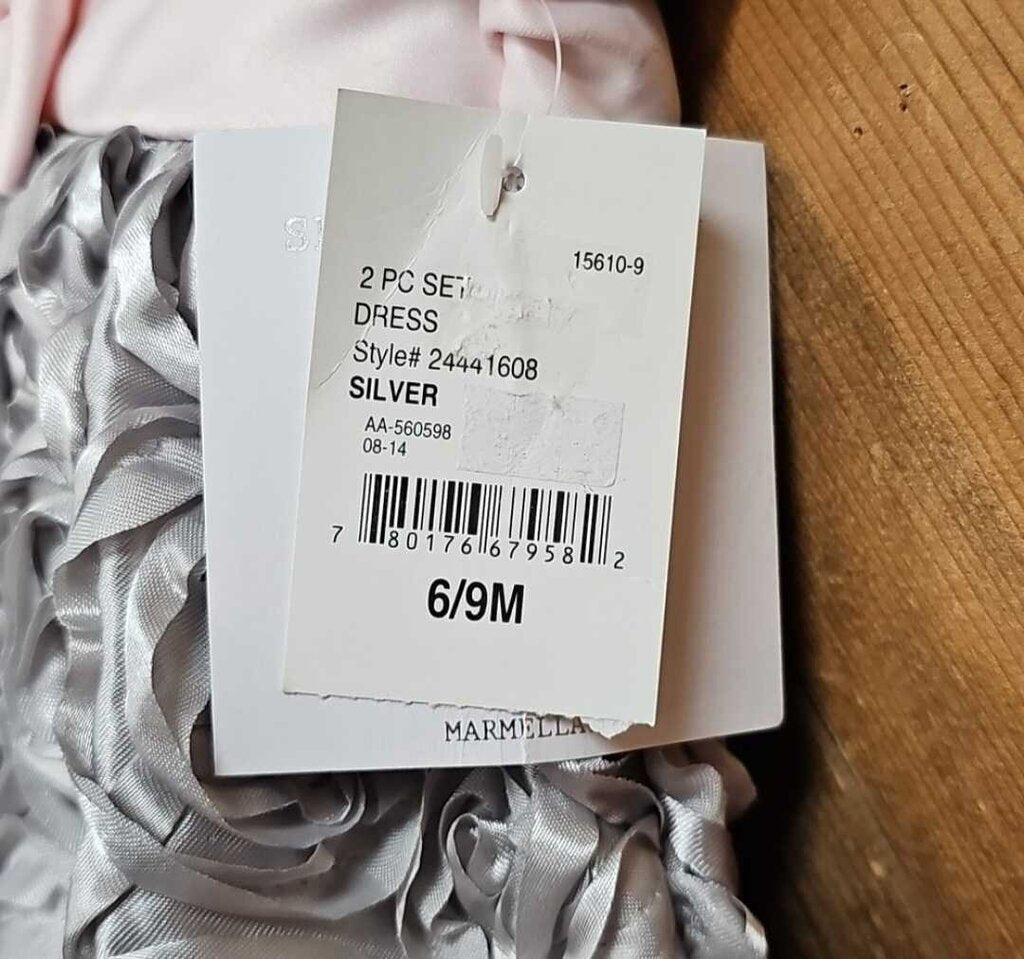 15610-9
2 PC SET
DRESS
Style# 24441608
SILVER
AA-560598
08-14
7 80176 67958 2
6/9M
MARMELLA